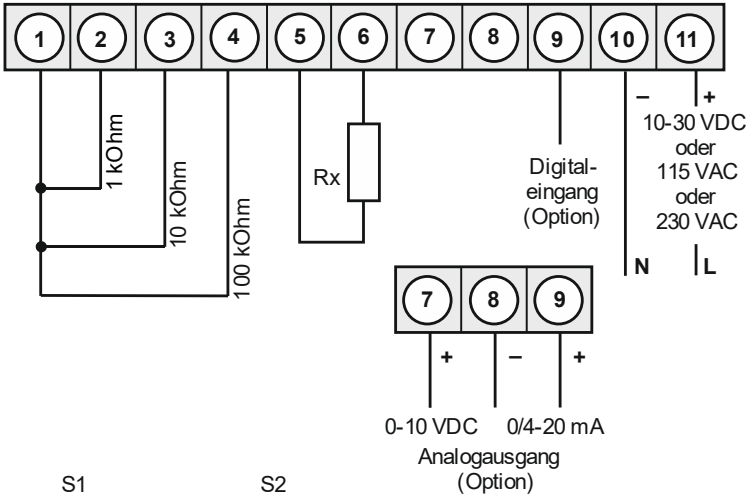 1 2 3 4 5 6 7 8 9 10 11
1 kOhm
10 kOhm
100 kOhm
Rx
Digital-
eingang
(Option)
– +
10-30 VDC
oder
115 VAC
oder
230 VAC
N L
7 8 9
+ – +
0-10 VDC 0/4-20 mA
Analogausgang
(Option)
S1 S2